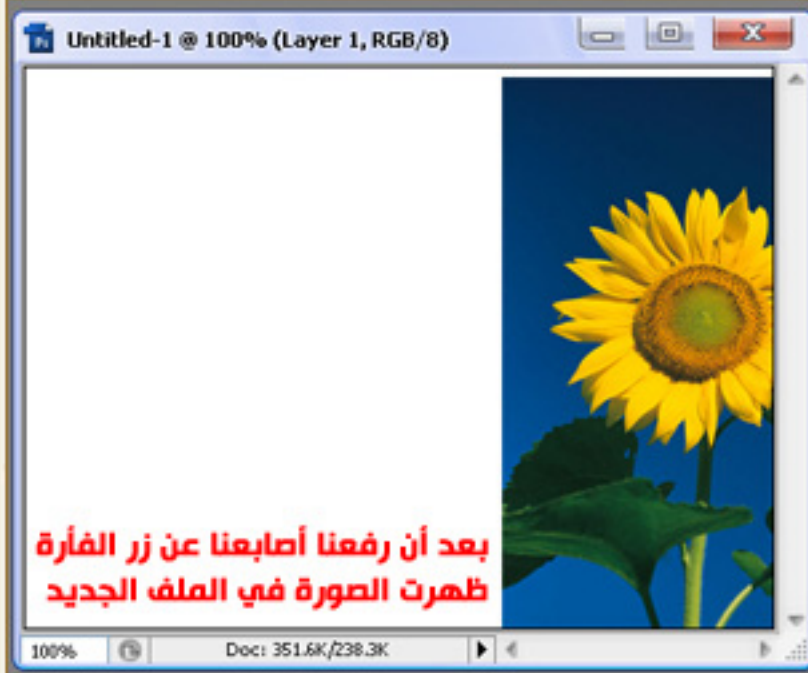 Untitled-1 @ 100% (Layer 1, RGB/8)
بعد أن رفعنا أصابعنا عن زر الفأرة
ظهرت الصورة في الملف الجديد
100%
Doc: 351.6K/238.3K